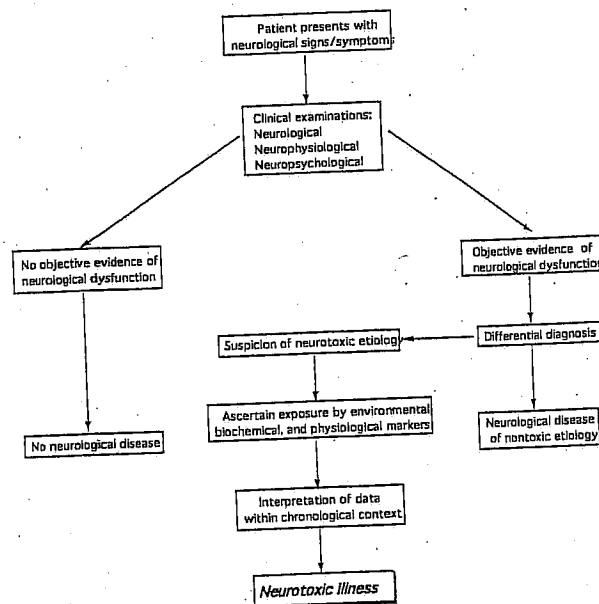 Patient presents with
neurological signs/symptoms
Clinical examinations:
Neurological
Neurophysiological
Neuropsychological
No objective evidence of
neurological dysfunction
Objective evidence of
neurological dysfunction
Suspicion of neurotoxic etiology
Differential diagnosis
Ascertain exposure by environmental,
biochemical, and physiological markers
No neurological disease
Neurological disease
of nontoxic etiology
Interpretation of data
within chronological context
Neurotoxic illness